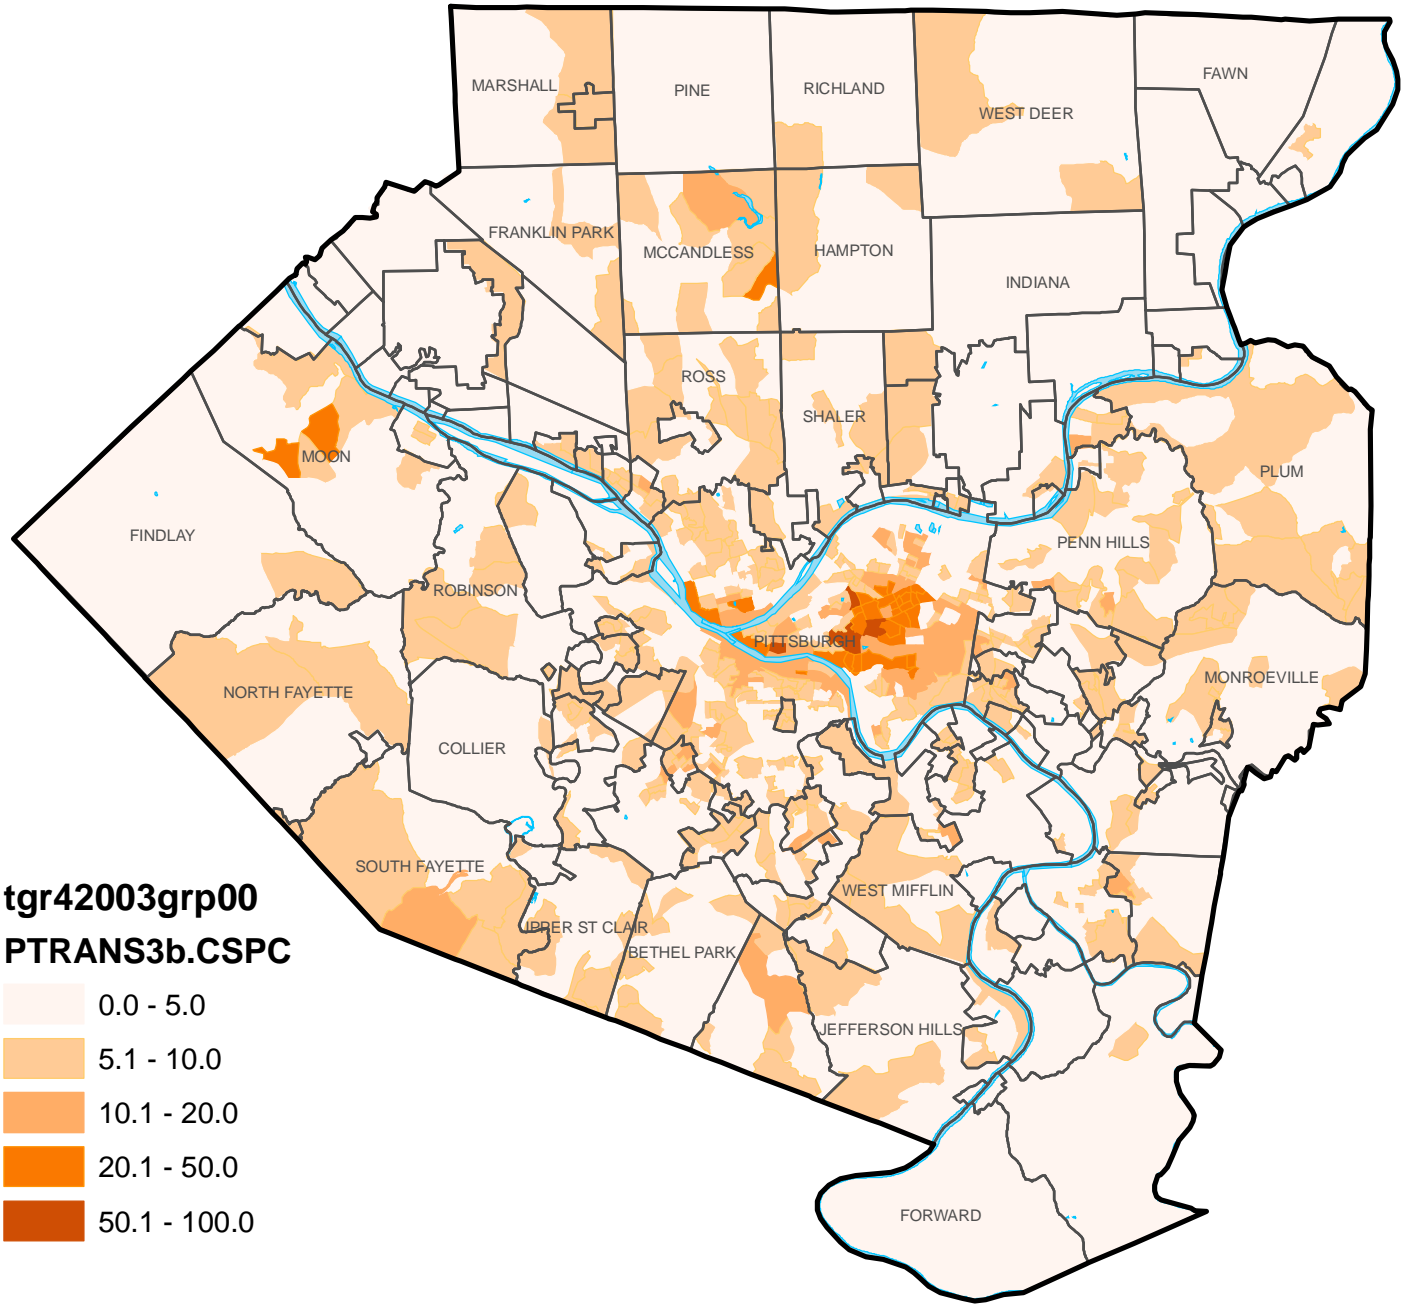 MARSHALL
PINE
RICHLAND
FAWN
WEST DEER
FRANKLIN PARK
MCCANDLESS
HAMPTON
INDIANA
ROSS
SHALER
MOON
PLUM
FINDLAY
PENN HILLS
ROBINSON
PITTSBURGH
NORTH FAYETTE
MONROEVILLE
COLLIER
SOUTH FAYETTE
WEST MIFFLIN
UPPER ST CLAIR
BETHEL PARK
JEFFERSON HILLS
FORWARD
tgr42003grp00
PTRANS3b.CSPC
0.0 - 5.0
5.1 - 10.0
10.1 - 20.0
20.1 - 50.0
50.1 - 100.0